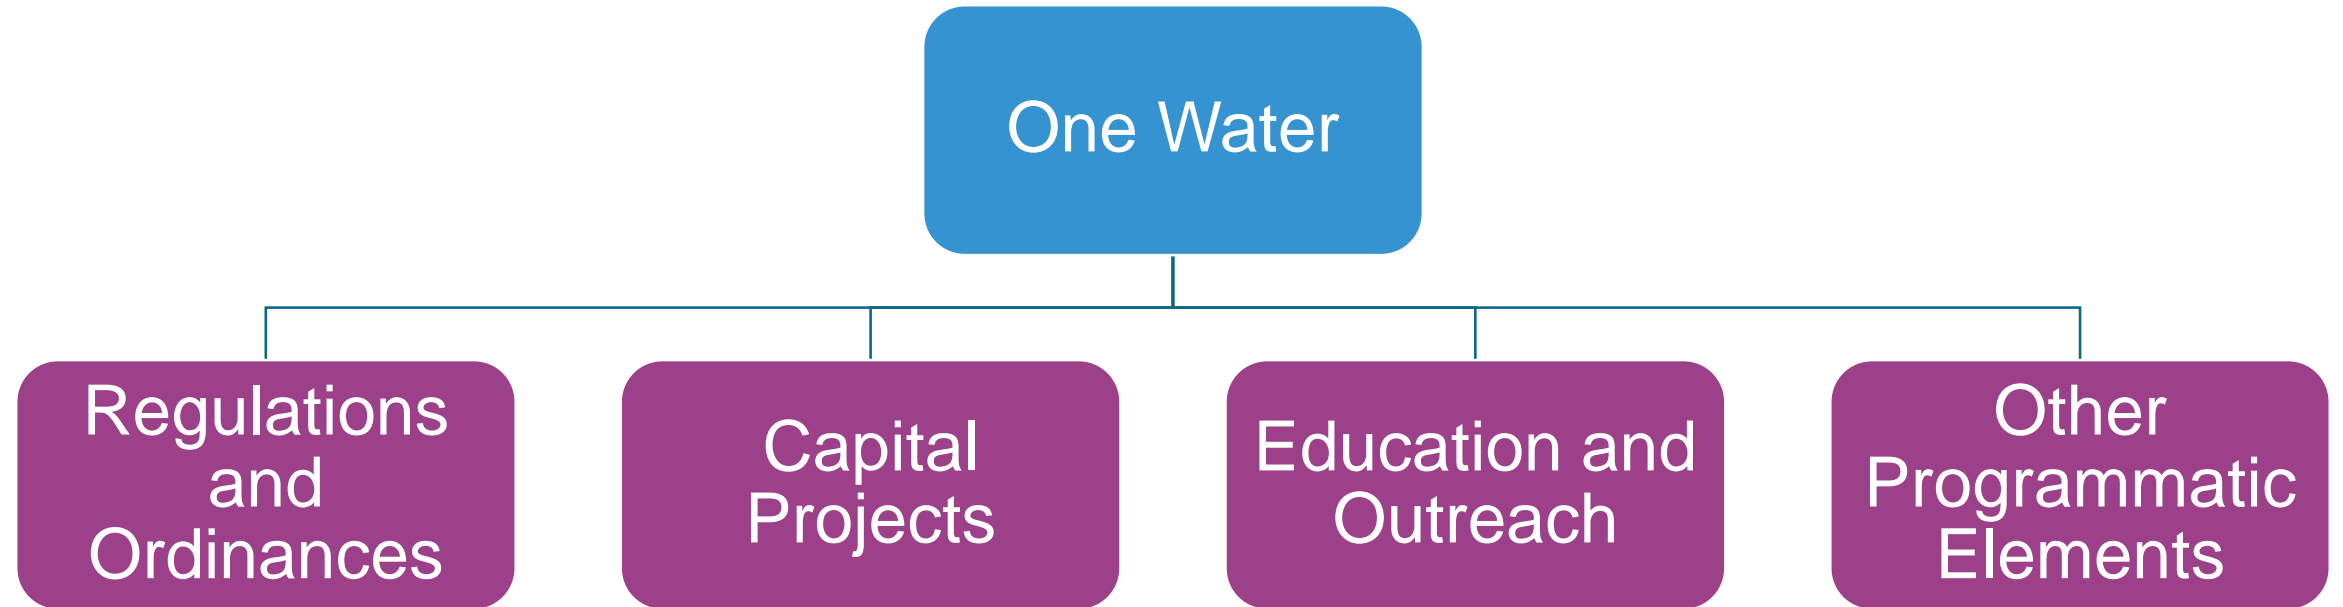 One Water
Regulations
and
Ordinances
Capital
Projects
Education and
Outreach
Other
Programmatic
Elements